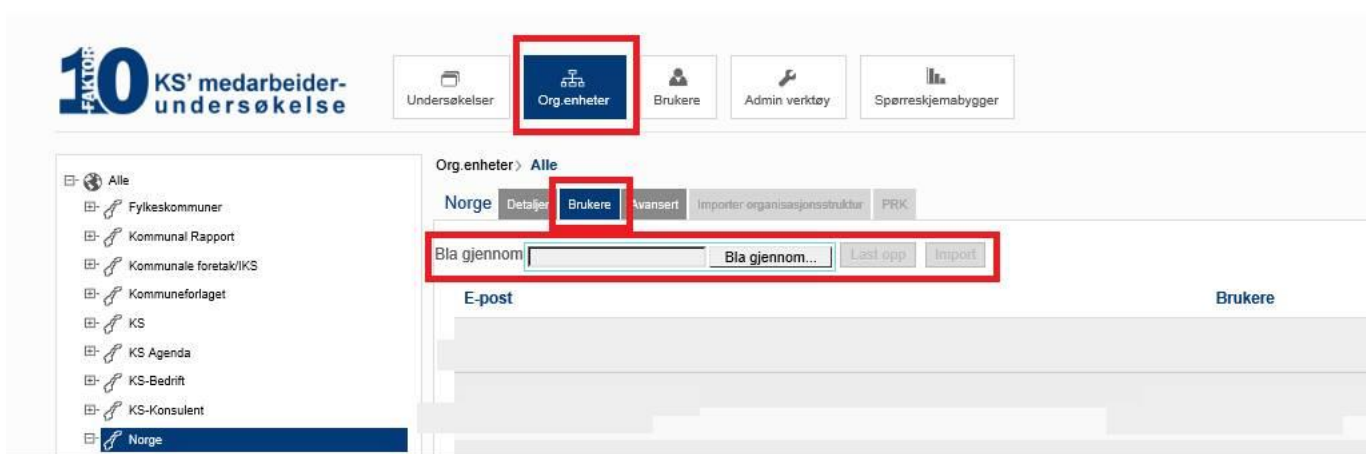 10 FAKTOR KS' medarbeider-
undersøkelse
Undersøkelser Org.enheter Brukere Admin verktøy Spørreskjemabygger
Org.enheter> Alle
Alle
Norge Detaljer Brukere Avansert Importer organisasjonsstruktur PRK
Fylkeskommuner
Kommunal Rapport
Bla gjennom Bla gjennom... Last opp Import
Kommunale foretak/IKS
Kommuneforlaget
E-post Brukere
KS
KS Agenda
KS-Bedrift
KS-Konsulent
Norge